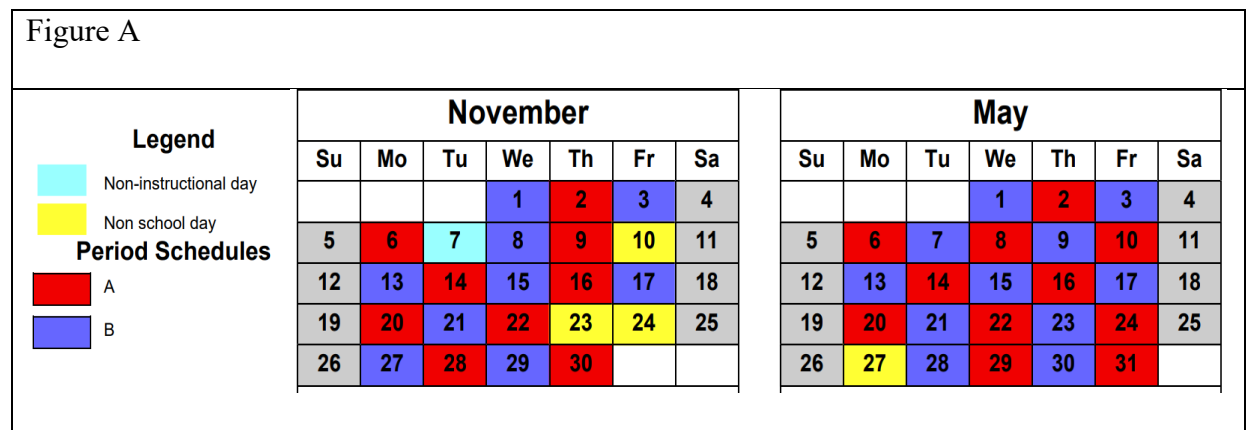 Figure A
Legend
Non-instructional day
Non school day
Period Schedules
A
B
November
Su Mo Tu We Th Fr Sa
1 2 3 4
5 6 7 8 9 10 11
12 13 14 15 16 17 18
19 20 21 22 23 24 25
26 27 28 29 30
May
Su Mo Tu We Th Fr Sa
1 2 3 4
5 6 7 8 9 10 11
12 13 14 15 16 17 18
19 20 21 22 23 24 25
26 27 28 29 30 31